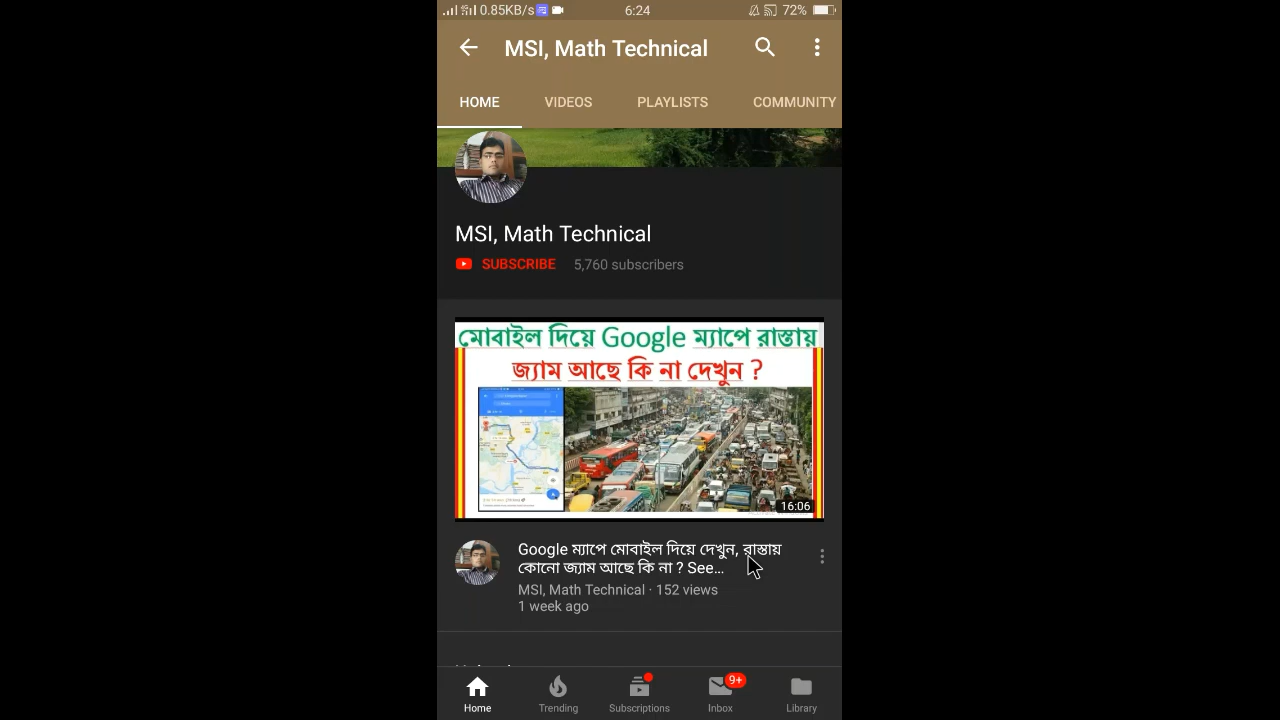 0.85KB/s 6:24 72%
MSI, Math Technical
HOME VIDEOS PLAYLISTS COMMUNITY
MSI, Math Technical
SUBSCRIBE 5,760 subscribers
মোবাইল দিয়ে Google ম্যাপে রাস্তায়
জ্যাম আছে কি না দেখুন ?
16:06
Google ম্যাপে মোবাইল দিয়ে দেখুন, রাস্তায়
কোনো জ্যাম আছে কি না ? See...
MSI, Math Technical · 152 views
1 week ago
9+
Home Trending Subscriptions Inbox Library